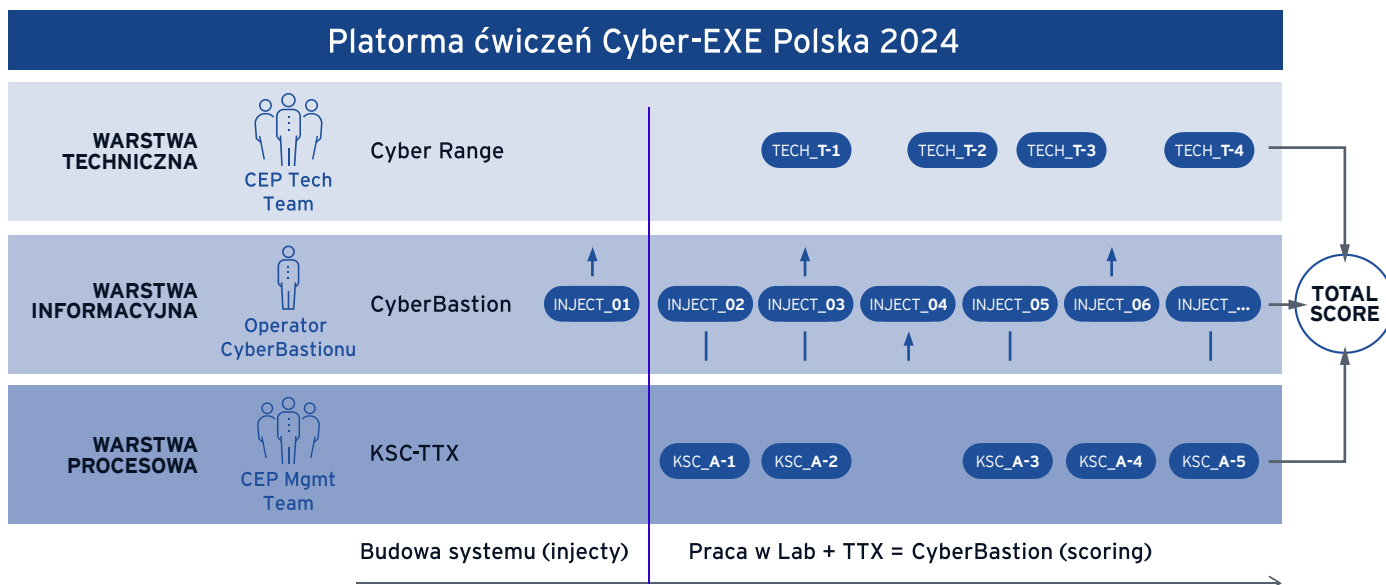 Platorma ćwiczeń Cyber-EXE Polska 2024
WARSTWA
TECHNICZNA
CEP Tech
Team
Cyber Range
TECH_T-1
TECH_T-2
TECH_T-3
TECH_T-4
WARSTWA
INFORMACYJNA
Operator
CyberBastionu
CyberBastion
INJECT_01
INJECT_02
INJECT_03
INJECT_04
INJECT_05
INJECT_06
INJECT_...
TOTAL
SCORE
WARSTWA
PROCESOWA
CEP Mgmt
Team
KSC-TTX
KSC_A-1
KSC_A-2
KSC_A-3
KSC_A-4
KSC_A-5
Budowa systemu (injecty)
Praca w Lab + TTX = CyberBastion (scoring)